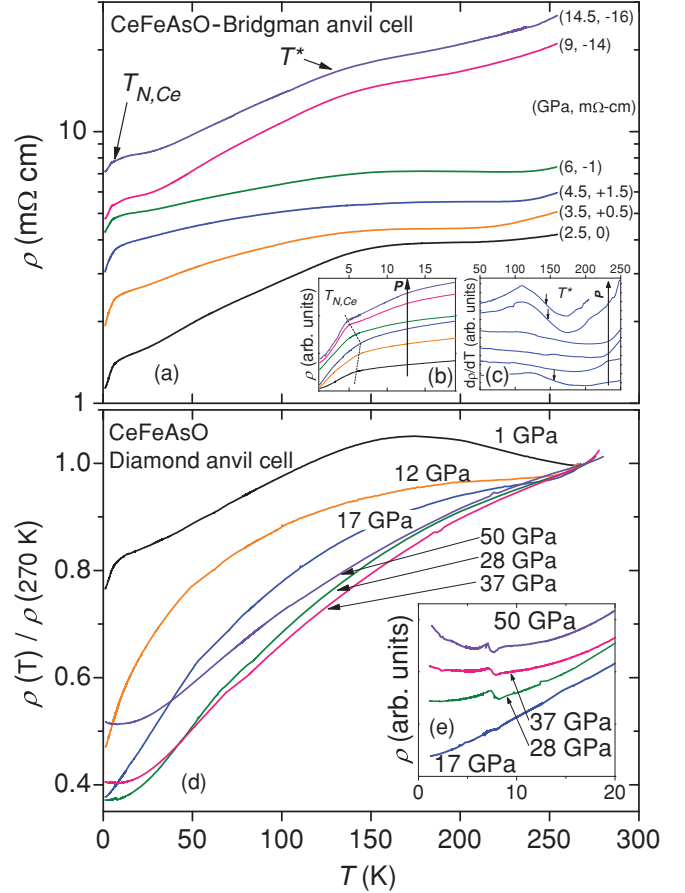 CeFeAsO-Bridgman anvil cell
(14.5, -16)
(9, -14)
T*
T_N,Ce
(GPa, mΩ-cm)
10
(6, -1)
(4.5, +1.5)
(3.5, +0.5)
(2.5, 0)
ρ (mΩ cm)
5 10 15
T_N,Ce
P
ρ (arb. units)
(b)
50 100 150 200 250
T*
P
dρ/dT
(arb. units)
(c)
(a)
1
CeFeAsO
Diamond anvil cell
1 GPa
1.0
12 GPa
17 GPa
50 GPa
28 GPa
37 GPa
0.8
ρ (T) / ρ (270 K)
0.6
50 GPa
ρ (arb. units)
(e)
37 GPa
28 GPa
17 GPa
0 10 20
0.4
(d)
0 50 100 150 200 250 300
T (K)